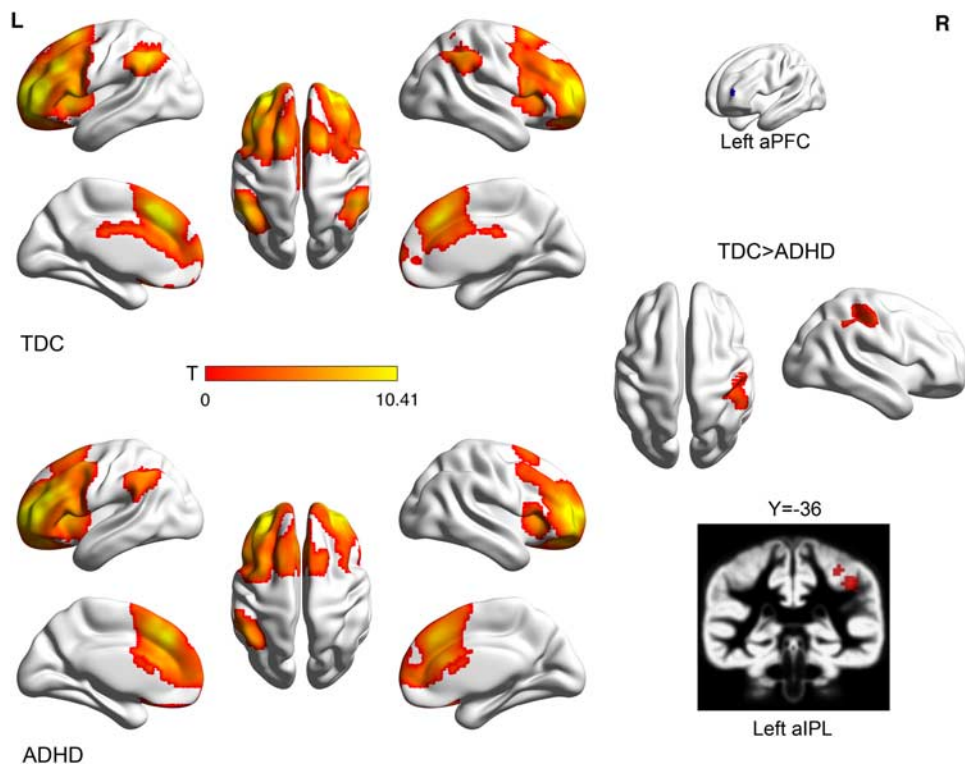 L
R
Left aPFC
TDC>ADHD
TDC
T
0
10.41
Y=-36
Left aIPL
ADHD